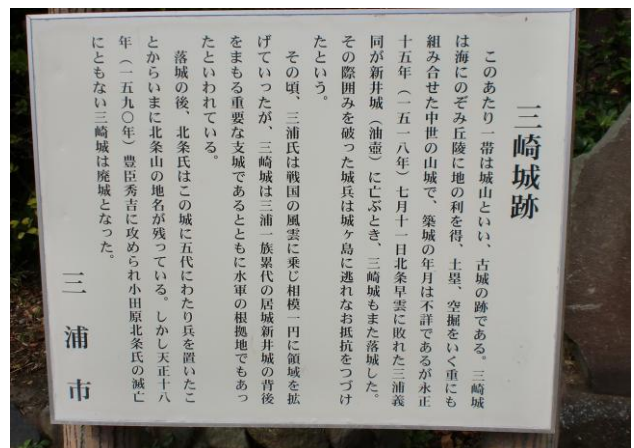 三崎城跡
このあたり一帯は城山といい、古城の跡である。三崎城
は海にのぞみ丘陵に地の利を得、土塁、空掘をいく重にも
組み合せた中世の山城で、築城の年月は不詳であるが永正
十五年(一五一八年)七月十一日北条早雲に敗れた三浦義
同が新井城(油壺)に亡ぶとき、三崎城もまた落城した。
その際囲みを破った城兵は城ヶ島に逃れなお抵抗をつづけ
たという。
その頃、三浦氏は戦国の風雲に乗じ相模一円に領域を拡
げていったが、三崎城は三浦一族累代の居城新井城の背後
をまもる重要な支城であるとともに水軍の根拠地でもあっ
たといわれている。
落城の後、北条氏はこの城に五代にわたり兵を置いたこ
とからいまに北条山の地名が残っている。しかし天正十八
年(一五九〇年)豊臣秀吉に攻められ小田原北条氏の滅亡
にともない三崎城は廃城となった。
三浦市